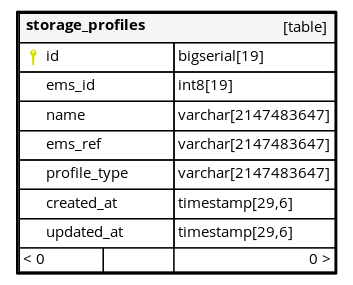 storage_profiles [table]
id bigserial[19]
ems_id int8[19]
name varchar[2147483647]
ems_ref varchar[2147483647]
profile_type varchar[2147483647]
created_at timestamp[29,6]
updated_at timestamp[29,6]
< 0 0 >